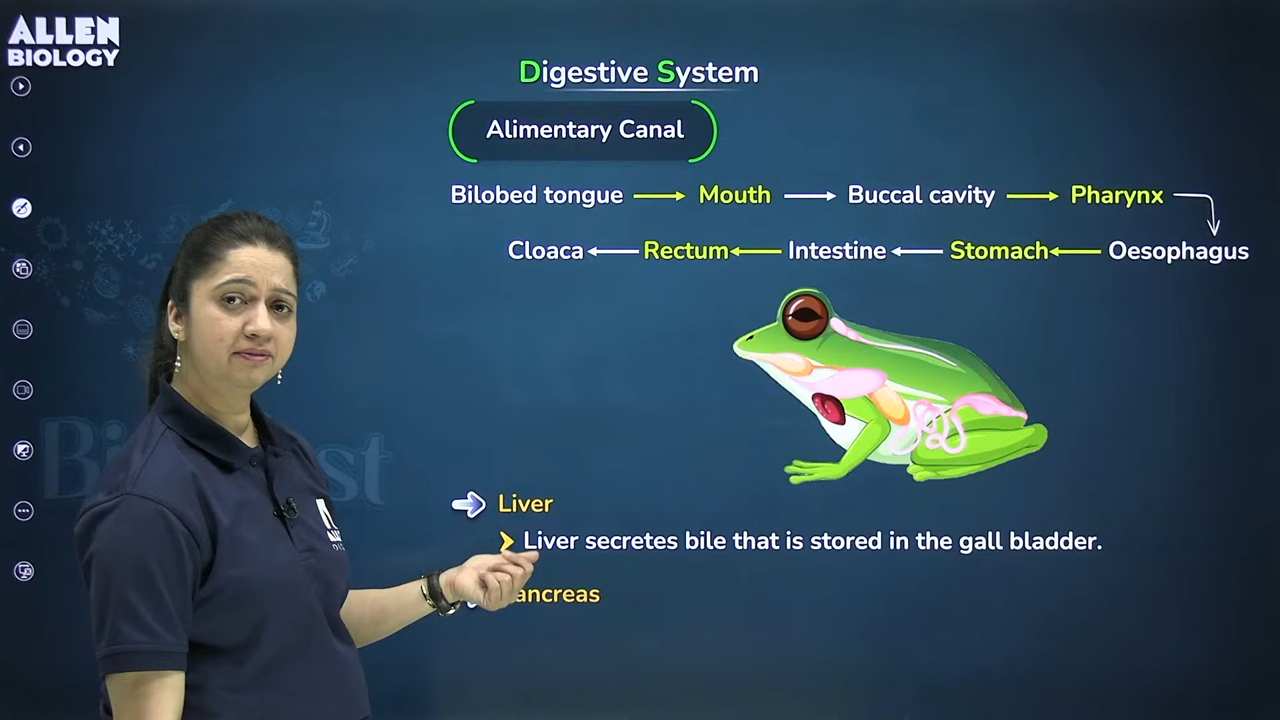 ALLEN
BIOLOGY
Digestive System
Alimentary Canal
Bilobed tongue → Mouth → Buccal cavity → Pharynx
Cloaca ← Rectum ← Intestine ← Stomach ← Oesophagus
Liver
Liver secretes bile that is stored in the gall bladder.
ancreas